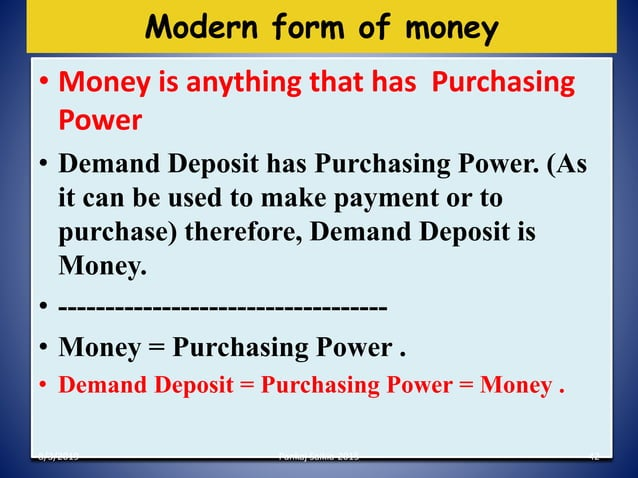 Modern form of money
• Money is anything that has Purchasing
Power
• Demand Deposit has Purchasing Power. (As
it can be used to make payment or to
purchase) therefore, Demand Deposit is
Money.
• -----------------------------------
• Money = Purchasing Power .
• Demand Deposit = Purchasing Power = Money .
2015
42